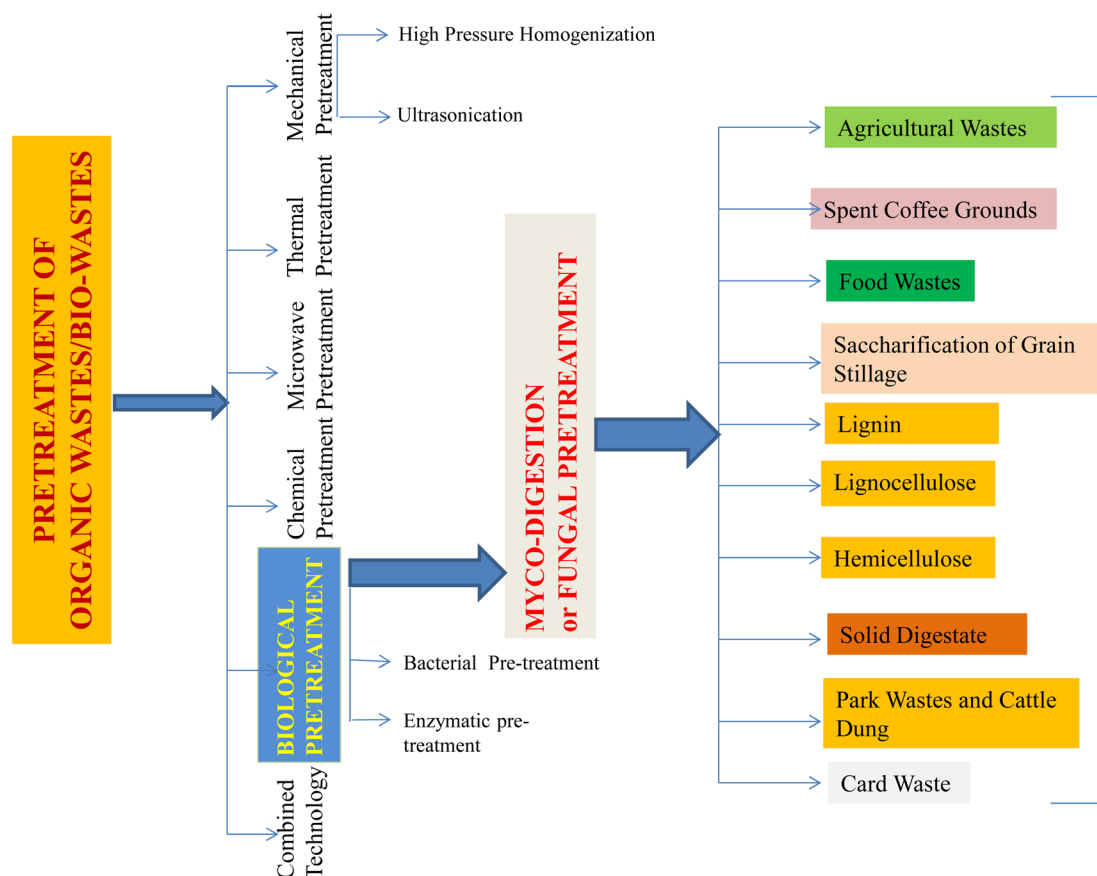 PRETREATMENT OF
ORGANIC WASTES/BIO-WASTES
Mechanical
Pretreatment
High Pressure Homogenization
Ultrasonication
Thermal
Pretreatment
Microwave
Pretreatment
Chemical
Pretreatment
BIOLOGICAL
PRETREATMENT
Bacterial Pre-treatment
Enzymatic pre-
treatment
Combined
Technology
MYCO-DIGESTION
or FUNGAL PRETREATMENT
Agricultural Wastes
Spent Coffee Grounds
Food Wastes
Saccharification of Grain
Stillage
Lignin
Lignocellulose
Hemicellulose
Solid Digestate
Park Wastes and Cattle
Dung
Card Waste